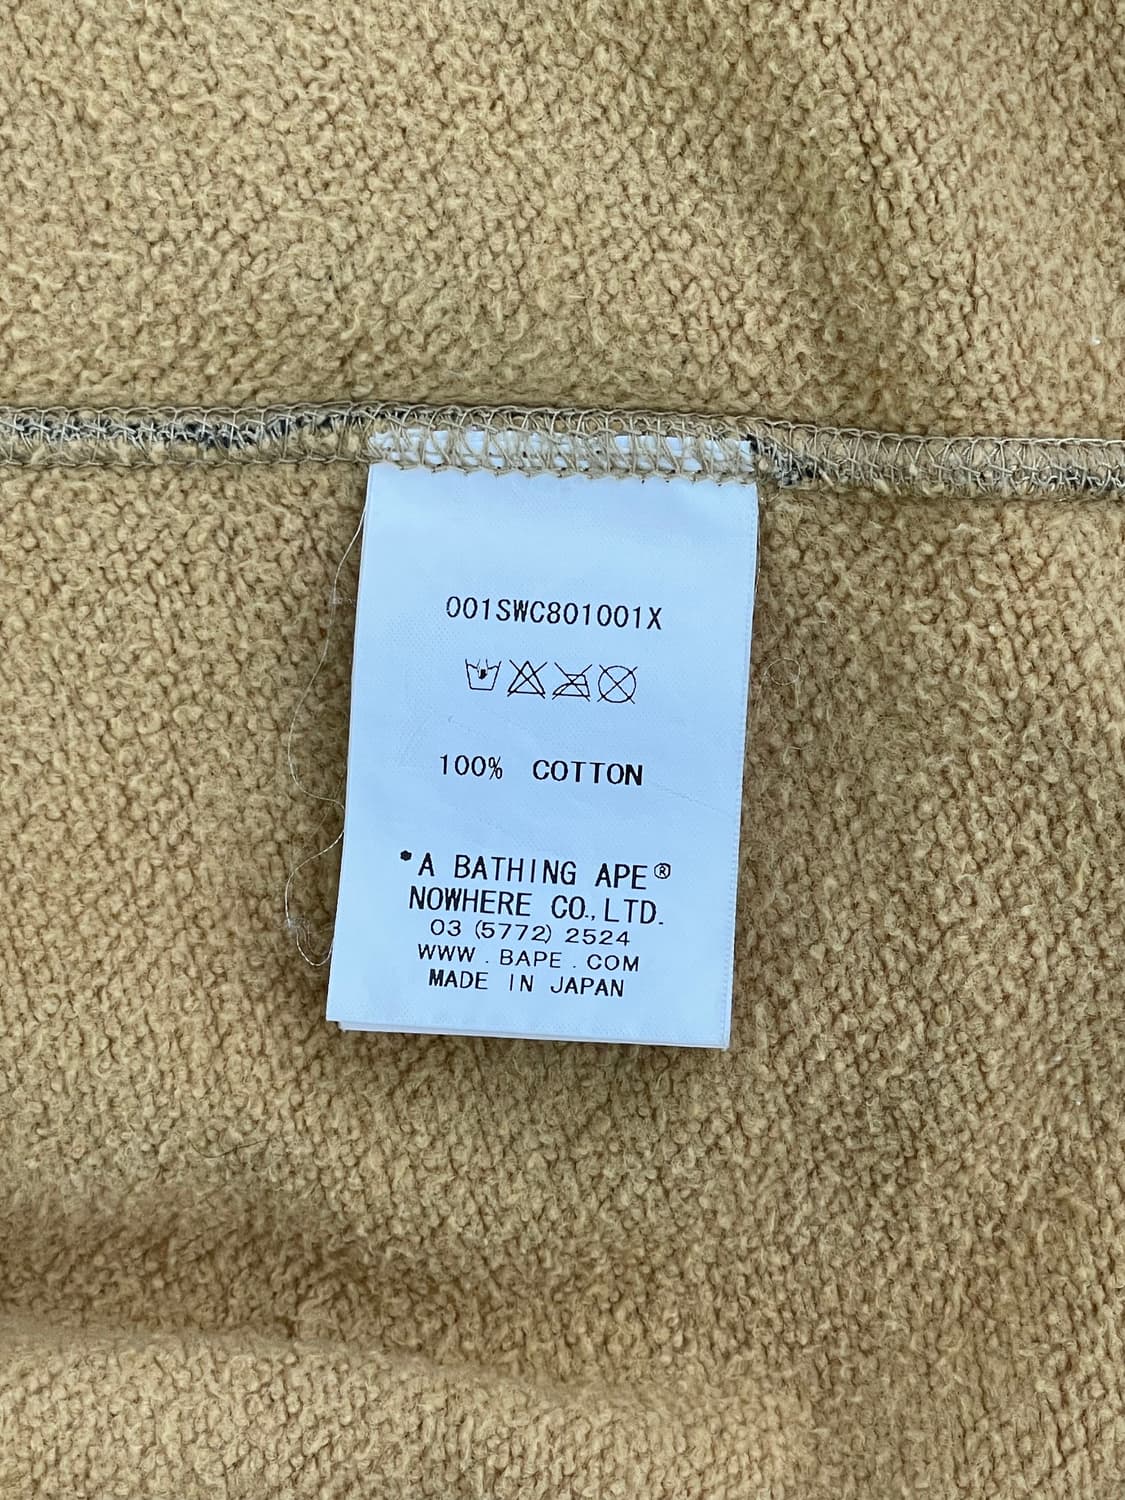 001SWC801001X
100% COTTON
*A BATHING APE®
NOWHERE CO.,LTD.
03 (5772) 2524
WWW . BAPE . COM
MADE IN JAPAN